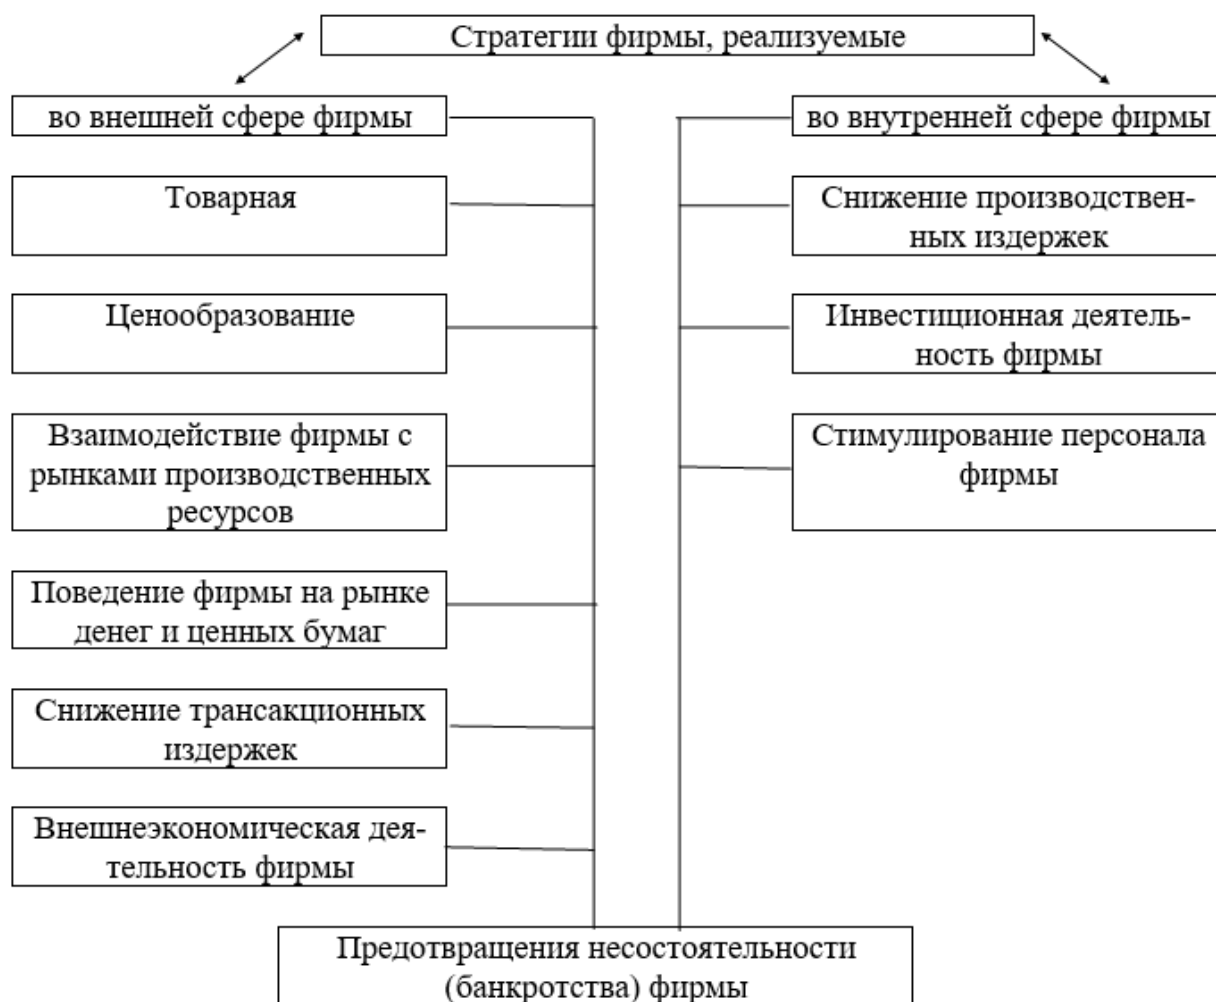 Стратегии фирмы, реализуемые
во внешней сфере фирмы
во внутренней сфере фирмы
Товарная
Снижение производствен-
ных издержек
Ценообразование
Инвестиционная деятель-
ность фирмы
Взаимодействие фирмы с
рынками производственных
ресурсов
Стимулирование персонала
фирмы
Поведение фирмы на рынке
денег и ценных бумаг
Снижение трансакционных
издержек
Внешнеэкономическая дея-
тельность фирмы
Предотвращения несостоятельности
(банкротства) фирмы